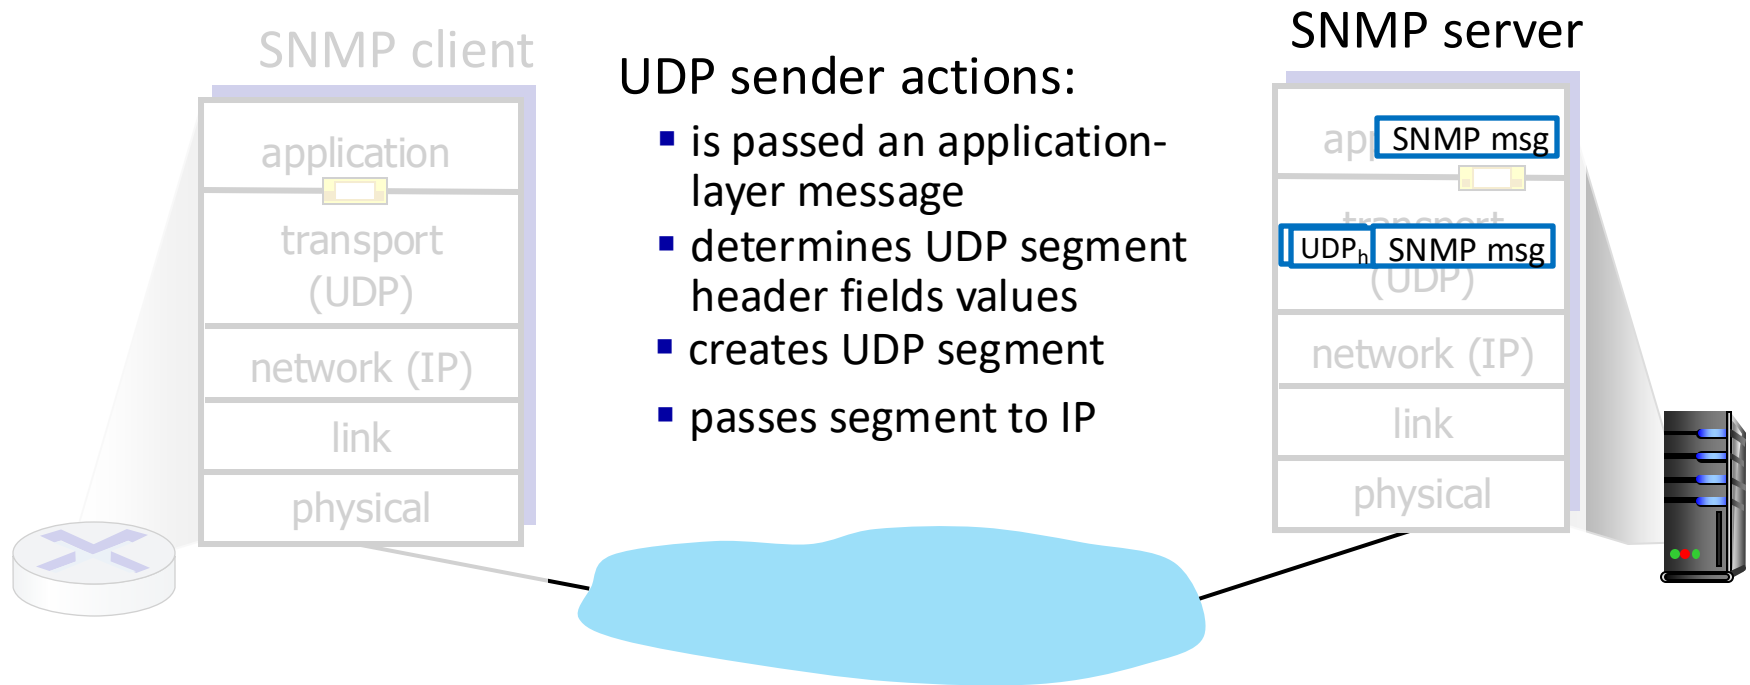 SNMP client
application
transport
(UDP)
network (IP)
link
physical
UDP sender actions:
▪ is passed an application-
layer message
▪ determines UDP segment
header fields values
▪ creates UDP segment
▪ passes segment to IP
SNMP server
SNMP msg
transport
UDPh SNMP msg
(UDP)
network (IP)
link
physical